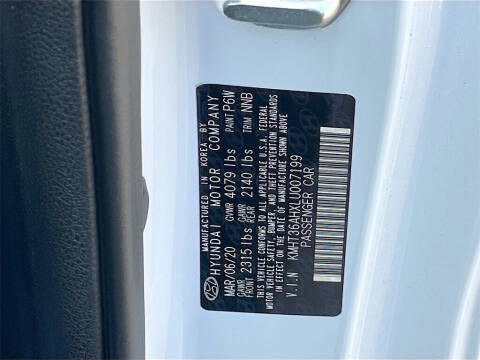 MANUFACTURED IN KOREA BY
HYUNDAI MOTOR COMPANY
MAR/06/20 GVWR 4079 lbs PAINT P6W
GAWR FRONT 2315 lbs GAWR REAR 2140 lbs TRIM NNB
THIS VEHICLE CONFORMS TO ALL APPLICABLE U.S.A. FEDERAL
MOTOR VEHICLE SAFETY, BUMPER, AND THEFT PREVENTION STANDARDS
IN EFFECT ON THE DATE OF MANUFACTURE SHOWN ABOVE
V.I.N KMHT36AHXLU007199
PASSENGER CAR